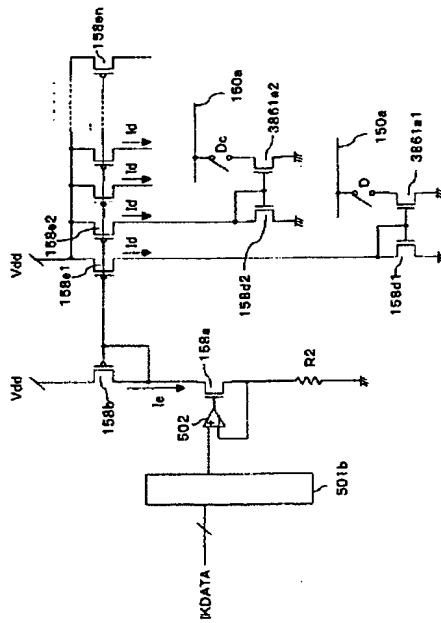 Vdd
Vdd
158en
158e2
158e1
158b
Id
Id
Id
Id
Ie
150a
Dc
3861a2
158d2
150a
D
3861a1
158d1
158a
502
R2
501b
IKDATA